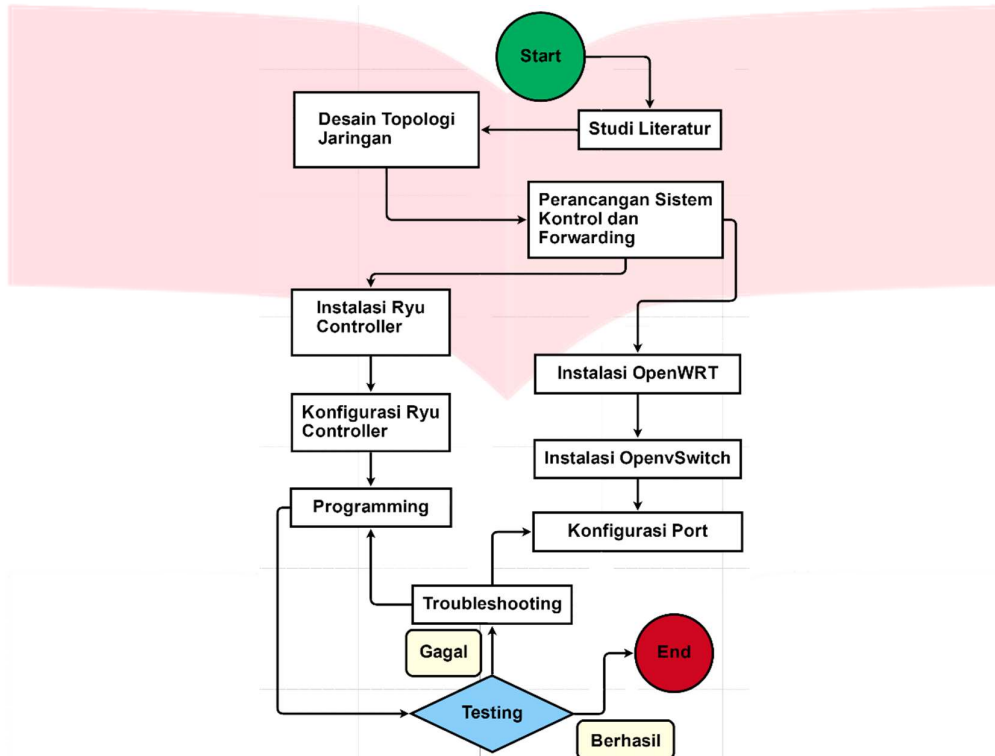 Start
Studi Literatur
Desain Topologi
Jaringan
Perancangan Sistem
Kontrol dan
Forwarding
Instalasi Ryu
Controller
Konfigurasi Ryu
Controller
Programming
Instalasi OpenWRT
Instalasi OpenvSwitch
Konfigurasi Port
Troubleshooting
Gagal
Testing
Berhasil
End